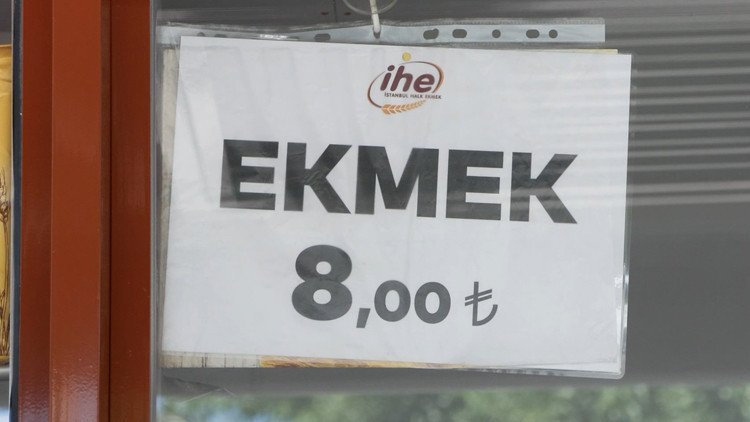 ihe
İSTANBUL HALK EKMEK
EKMEK
8,00 ₺